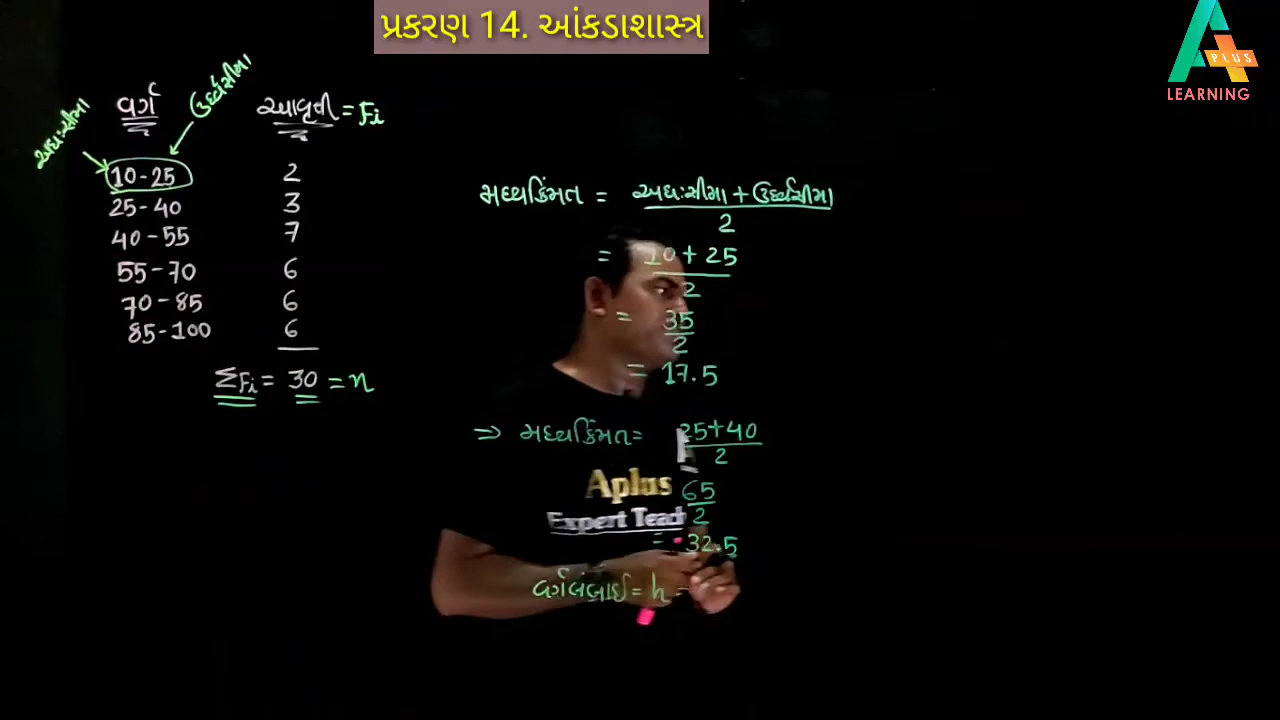 પ્રકરણ 14. આંકડાશાસ્ત્ર
A
PLUS
LEARNING
અધઃસીમા
ઉર્ધ્વસીમા
વર્ગ આવૃત્તી = Fi
10-25 2
25-40 3
40-55 7
55-70 6
70-85 6
85-100 6
ΣFi = 30 = n
મધ્યકિંમત = અધઃસીમા + ઉર્ધ્વસીમા
2
= 10 + 25
2
= 35
2
= 17.5
⇒ મધ્યકિંમત = 25+40
2
65
2
= 32.5
વર્ગલંબાઈ = h =
Aplus
Expert Teach